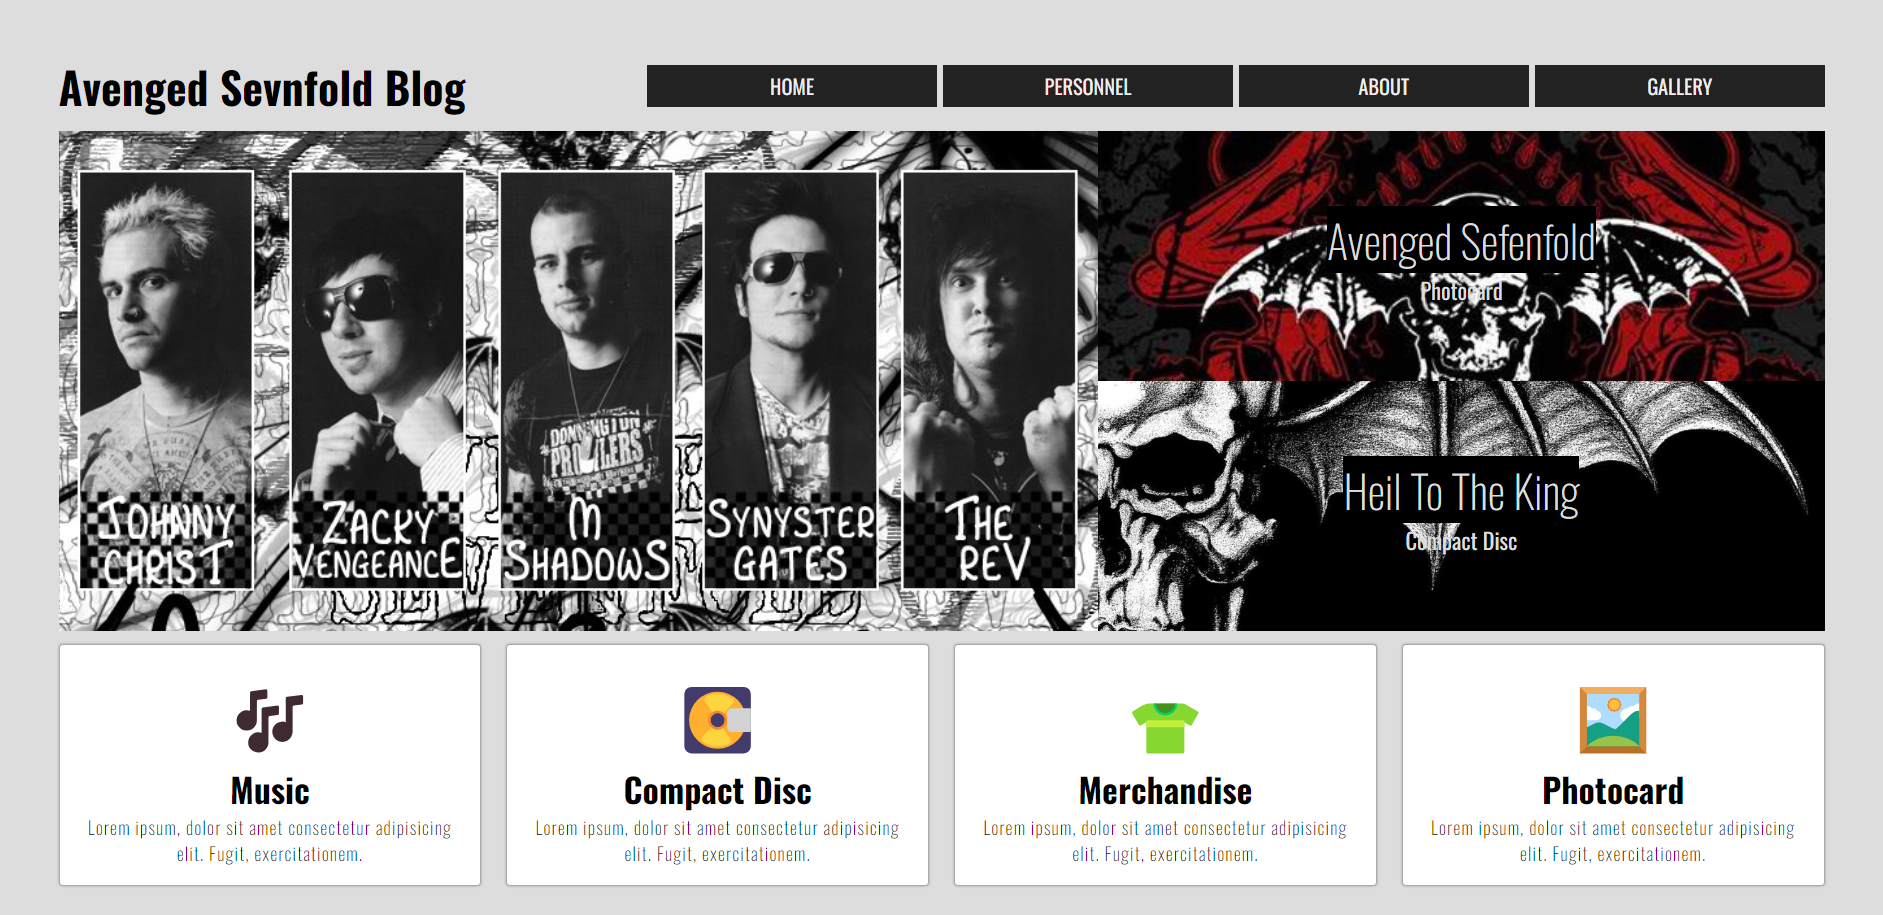 Avenged Sevnfold Blog
HOME
PERSONNEL
ABOUT
GALLERY
JOHNNY
CHRIST
ZACKY
VENGEANCE
M
SHADOWS
SYNYSTER
GATES
THE
REV
Avenged Sefenfold
Photocard
Heil To The King
Compact Disc
Music
Lorem ipsum, dolor sit amet consectetur adipisicing
elit. Fugit, exercitationem.
Compact Disc
Lorem ipsum, dolor sit amet consectetur adipisicing
elit. Fugit, exercitationem.
Merchandise
Lorem ipsum, dolor sit amet consectetur adipisicing
elit. Fugit, exercitationem.
Photocard
Lorem ipsum, dolor sit amet consectetur adipisicing
elit. Fugit, exercitationem.